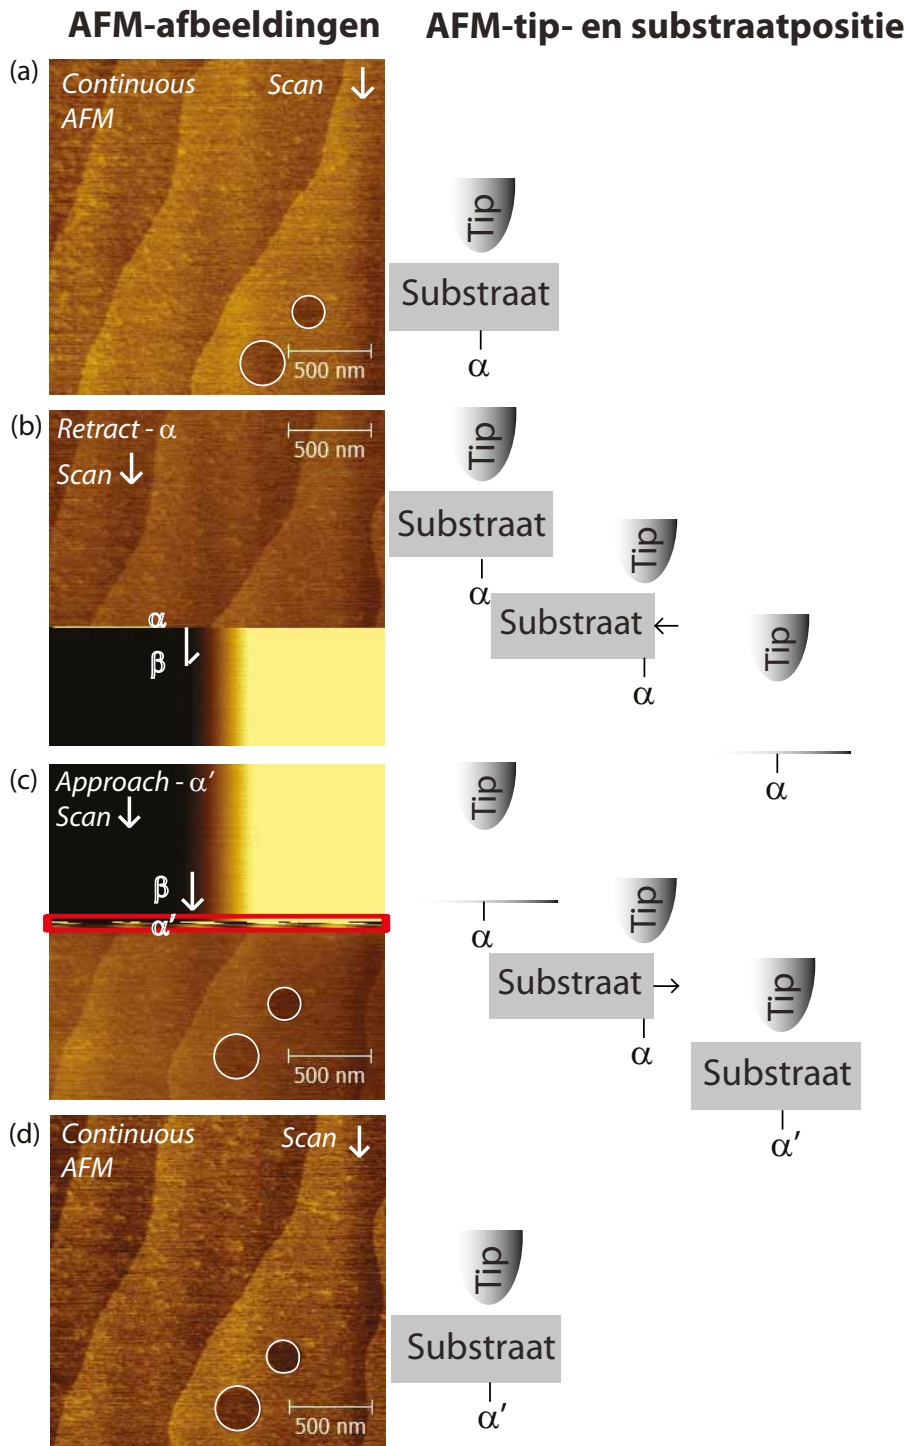 AFM-afbeeldingen
AFM-tip- en substraatpositie
(a)
Continuous
AFM
Scan
500 nm
Tip
Substraat
α
(b)
Retract - α
Scan
500 nm
α
β
Tip
Substraat
α
Tip
Substraat
α
Tip
α
(c)
Approach - α’
Scan
β
α’
500 nm
Tip
α
Tip
Substraat
α
Tip
Substraat
α’
(d)
Continuous
AFM
Scan
500 nm
Tip
Substraat
α’